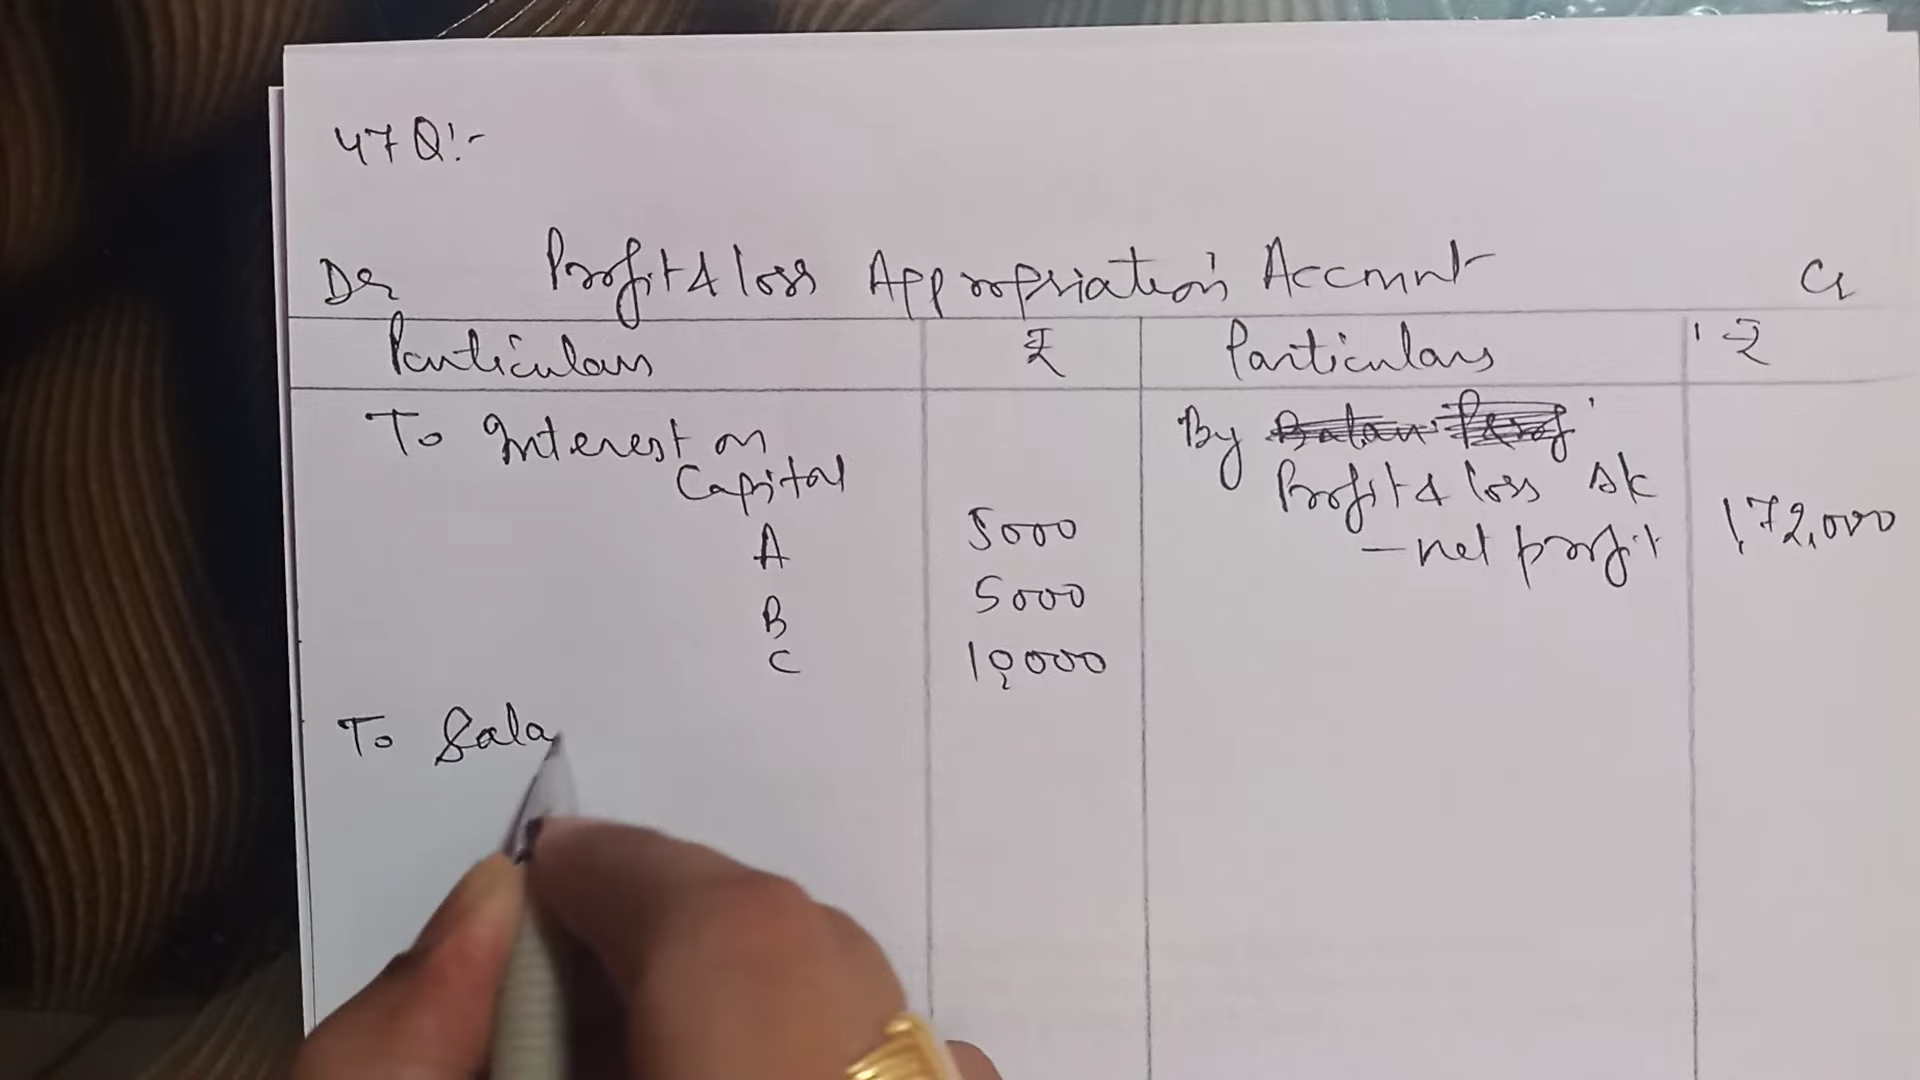 47Q:-
Dr Profit & loss Appropriation Account Cr
Particulars ₹ Particulars ₹
To Interest on
Capital
A 5000
B 5000
C 10,000
To Sala
By
Profit & loss A/c
- net profit 1,72,000